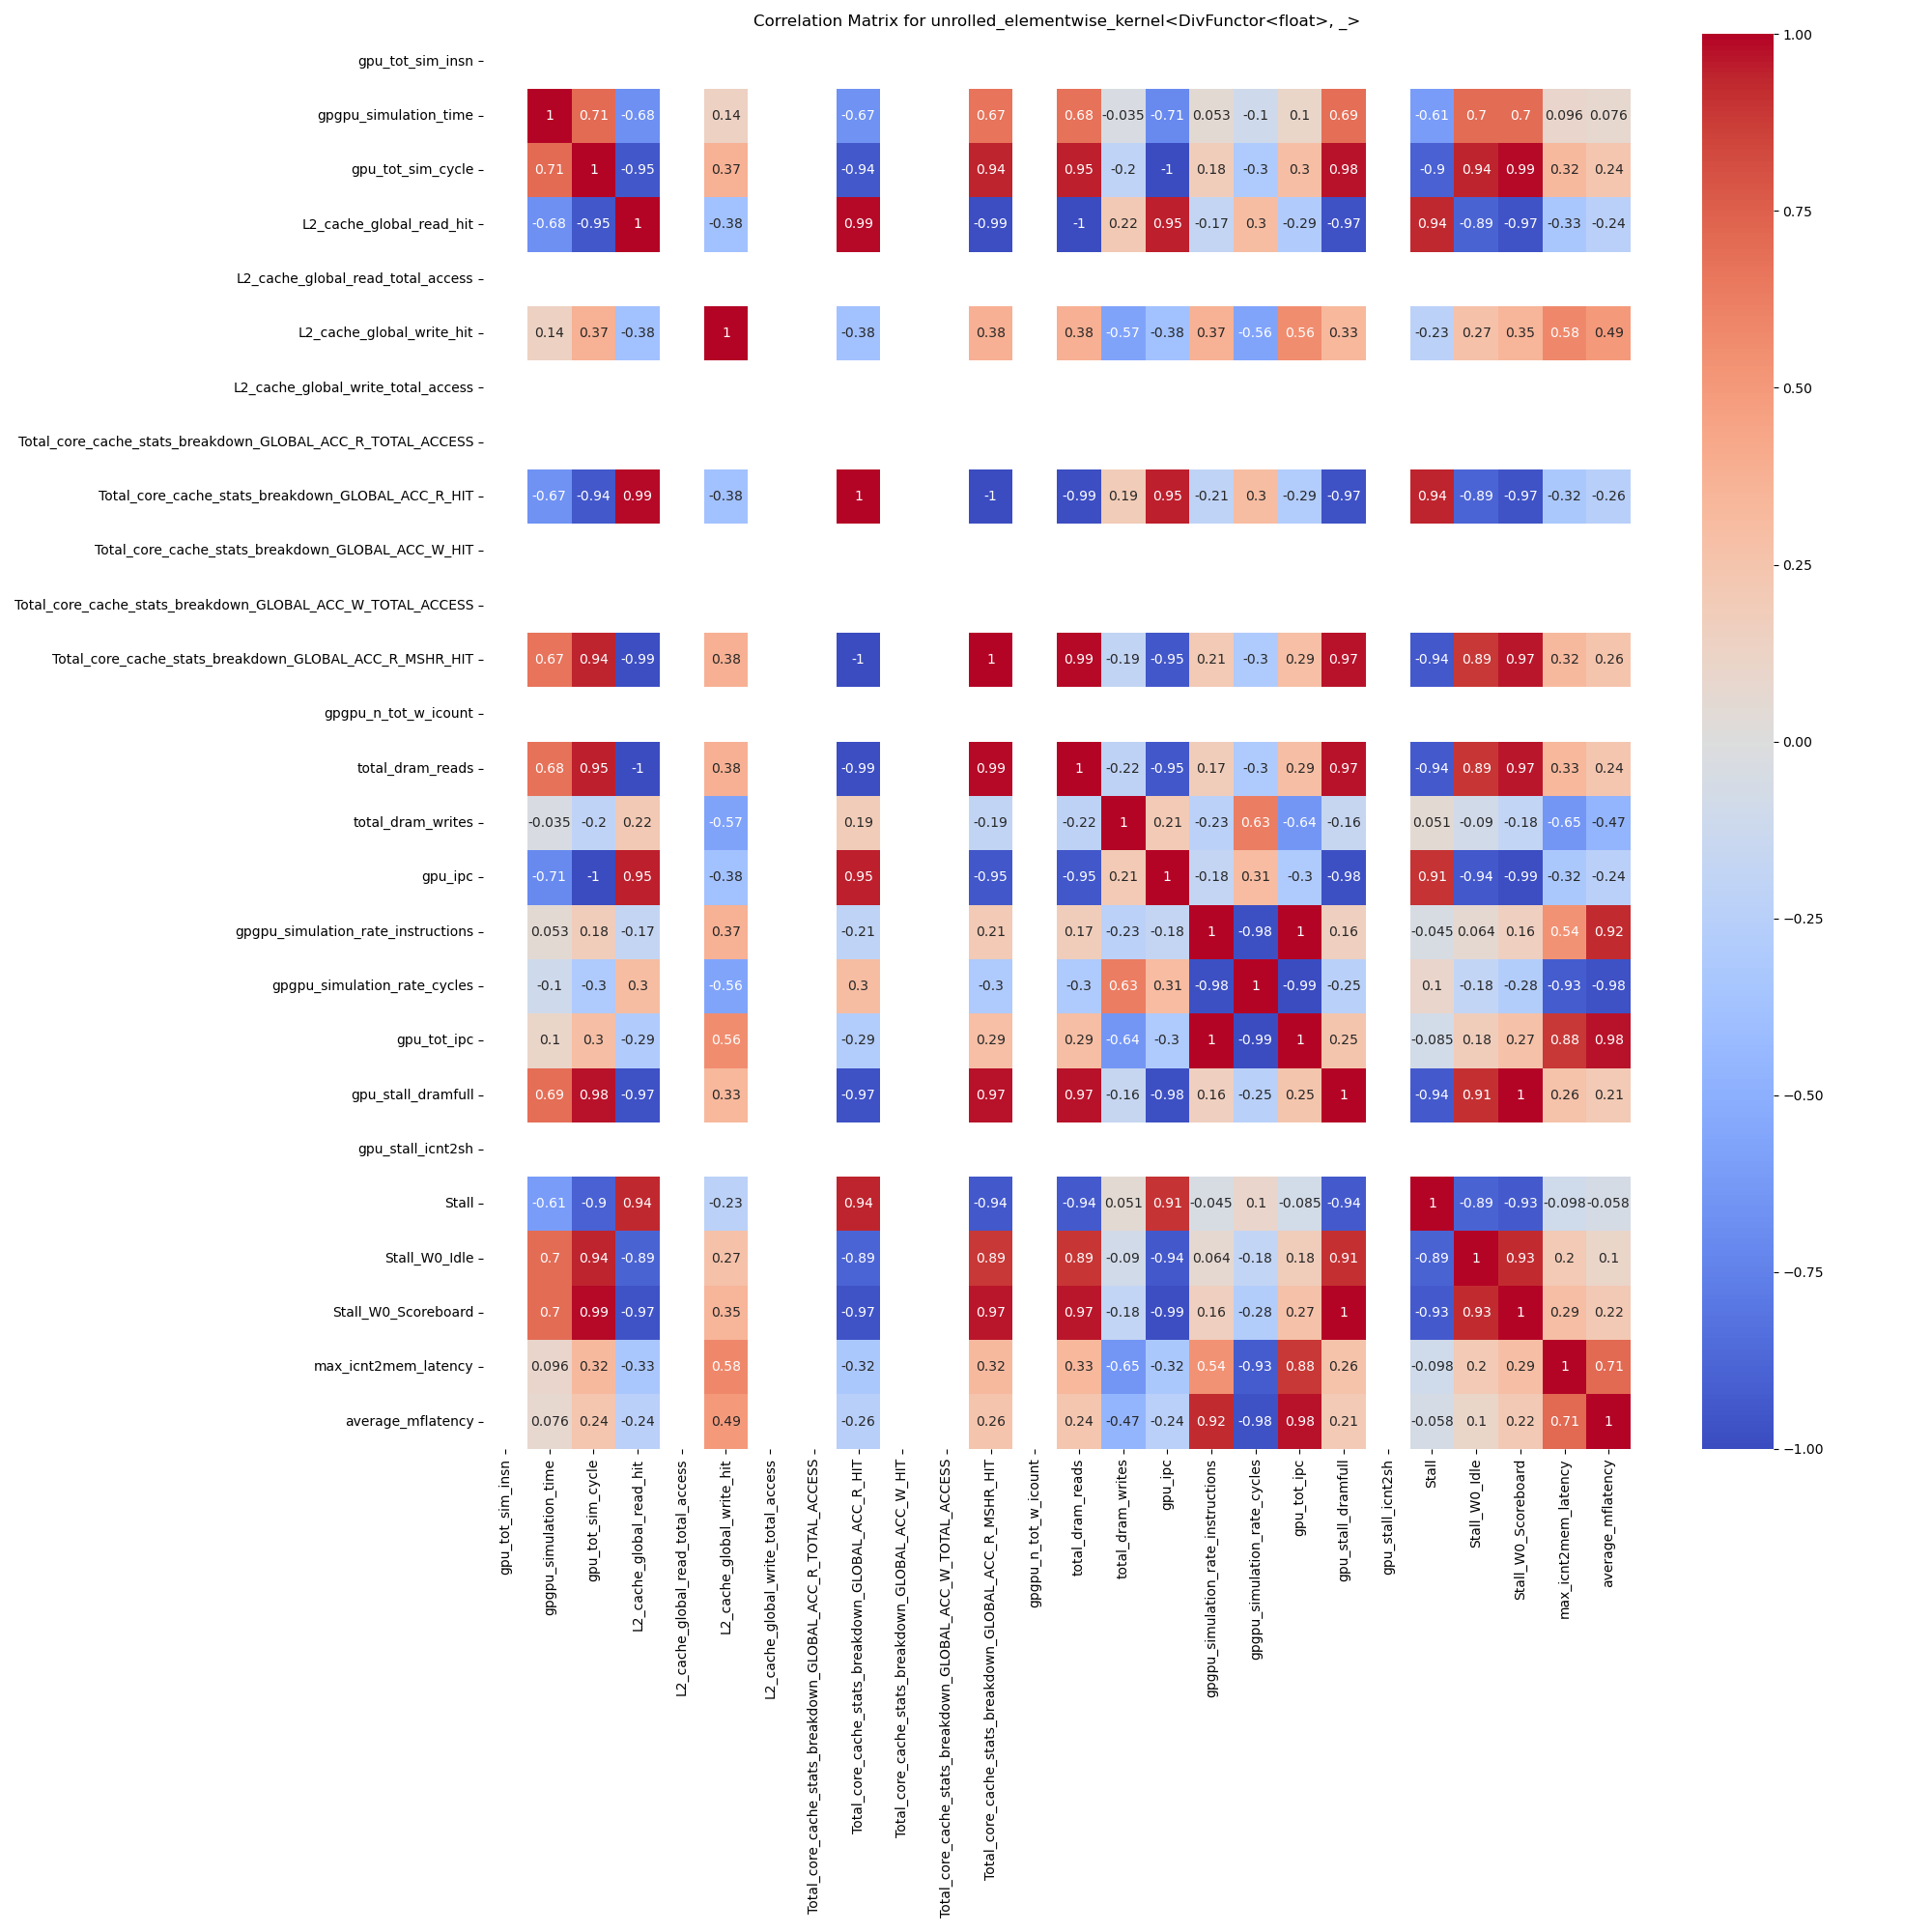 Correlation Matrix for unrolled_elementwise_kernel<DivFunctor<float>, _>
gpu_tot_sim_insn
gpgpu_simulation_time 1 0.71 -0.68 0.14 -0.67 0.67 0.68 -0.035 -0.71 0.053 -0.1 0.1 0.69 -0.61 0.7 0.7 0.096 0.076
gpu_tot_sim_cycle 0.71 1 -0.95 0.37 -0.94 0.94 0.95 -0.2 -1 0.18 -0.3 0.3 0.98 -0.9 0.94 0.99 0.32 0.24
L2_cache_global_read_hit -0.68 -0.95 1 -0.38 0.99 -0.99 -1 0.22 0.95 -0.17 0.3 -0.29 -0.97 0.94 -0.89 -0.97 -0.33 -0.24
L2_cache_global_read_total_access
L2_cache_global_write_hit 0.14 0.37 -0.38 1 -0.38 0.38 0.38 -0.57 -0.38 0.37 -0.56 0.56 0.33 -0.23 0.27 0.35 0.58 0.49
L2_cache_global_write_total_access
Total_core_cache_stats_breakdown_GLOBAL_ACC_R_TOTAL_ACCESS
Total_core_cache_stats_breakdown_GLOBAL_ACC_R_HIT -0.67 -0.94 0.99 -0.38 1 -1 -0.99 0.19 0.95 -0.21 0.3 -0.29 -0.97 0.94 -0.89 -0.97 -0.32 -0.26
Total_core_cache_stats_breakdown_GLOBAL_ACC_W_HIT
Total_core_cache_stats_breakdown_GLOBAL_ACC_W_TOTAL_ACCESS
Total_core_cache_stats_breakdown_GLOBAL_ACC_R_MSHR_HIT 0.67 0.94 -0.99 0.38 -1 1 0.99 -0.19 -0.95 0.21 -0.3 0.29 0.97 -0.94 0.89 0.97 0.32 0.26
gpgpu_n_tot_w_icount
total_dram_reads 0.68 0.95 -1 0.38 -0.99 0.99 1 -0.22 -0.95 0.17 -0.3 0.29 0.97 -0.94 0.89 0.97 0.33 0.24
total_dram_writes -0.035 -0.2 0.22 -0.57 0.19 -0.19 -0.22 1 0.21 -0.23 0.63 -0.64 -0.16 0.051 -0.09 -0.18 -0.65 -0.47
gpu_ipc -0.71 -1 0.95 -0.38 0.95 -0.95 -0.95 0.21 1 -0.18 0.31 -0.3 -0.98 0.91 -0.94 -0.99 -0.32 -0.24
gpgpu_simulation_rate_instructions 0.053 0.18 -0.17 0.37 -0.21 0.21 0.17 -0.23 -0.18 1 -0.98 1 0.16 -0.045 0.064 0.16 0.54 0.92
gpgpu_simulation_rate_cycles -0.1 -0.3 0.3 -0.56 0.3 -0.3 -0.3 0.63 0.31 -0.98 1 -0.99 -0.25 0.1 -0.18 -0.28 -0.93 -0.98
gpu_tot_ipc 0.1 0.3 -0.29 0.56 -0.29 0.29 0.29 -0.64 -0.3 1 -0.99 1 0.25 -0.085 0.18 0.27 0.88 0.98
gpu_stall_dramfull 0.69 0.98 -0.97 0.33 -0.97 0.97 0.97 -0.16 -0.98 0.16 -0.25 0.25 1 -0.94 0.91 1 0.26 0.21
gpu_stall_icnt2sh
Stall -0.61 -0.9 0.94 -0.23 0.94 -0.94 -0.94 0.051 0.91 -0.045 0.1 -0.085 -0.94 1 -0.89 -0.93 -0.098 -0.058
Stall_W0_Idle 0.7 0.94 -0.89 0.27 -0.89 0.89 0.89 -0.09 -0.94 0.064 -0.18 0.18 0.91 -0.89 1 0.93 0.2 0.1
Stall_W0_Scoreboard 0.7 0.99 -0.97 0.35 -0.97 0.97 0.97 -0.18 -0.99 0.16 -0.28 0.27 1 -0.93 0.93 1 0.29 0.22
max_icnt2mem_latency 0.096 0.32 -0.33 0.58 -0.32 0.32 0.33 -0.65 -0.32 0.54 -0.93 0.88 0.26 -0.098 0.2 0.29 1 0.71
average_mflatency 0.076 0.24 -0.24 0.49 -0.26 0.26 0.24 -0.47 -0.24 0.92 -0.98 0.98 0.21 -0.058 0.1 0.22 0.71 1
gpu_tot_sim_insn
gpgpu_simulation_time
gpu_tot_sim_cycle
L2_cache_global_read_hit
L2_cache_global_read_total_access
L2_cache_global_write_hit
L2_cache_global_write_total_access
Total_core_cache_stats_breakdown_GLOBAL_ACC_R_TOTAL_ACCESS
Total_core_cache_stats_breakdown_GLOBAL_ACC_R_HIT
Total_core_cache_stats_breakdown_GLOBAL_ACC_W_HIT
Total_core_cache_stats_breakdown_GLOBAL_ACC_W_TOTAL_ACCESS
Total_core_cache_stats_breakdown_GLOBAL_ACC_R_MSHR_HIT
gpgpu_n_tot_w_icount
total_dram_reads
total_dram_writes
gpu_ipc
gpgpu_simulation_rate_instructions
gpgpu_simulation_rate_cycles
gpu_tot_ipc
gpu_stall_dramfull
gpu_stall_icnt2sh
Stall
Stall_W0_Idle
Stall_W0_Scoreboard
max_icnt2mem_latency
average_mflatency
1.00
0.75
0.50
0.25
0.00
−0.25
−0.50
−0.75
−1.00